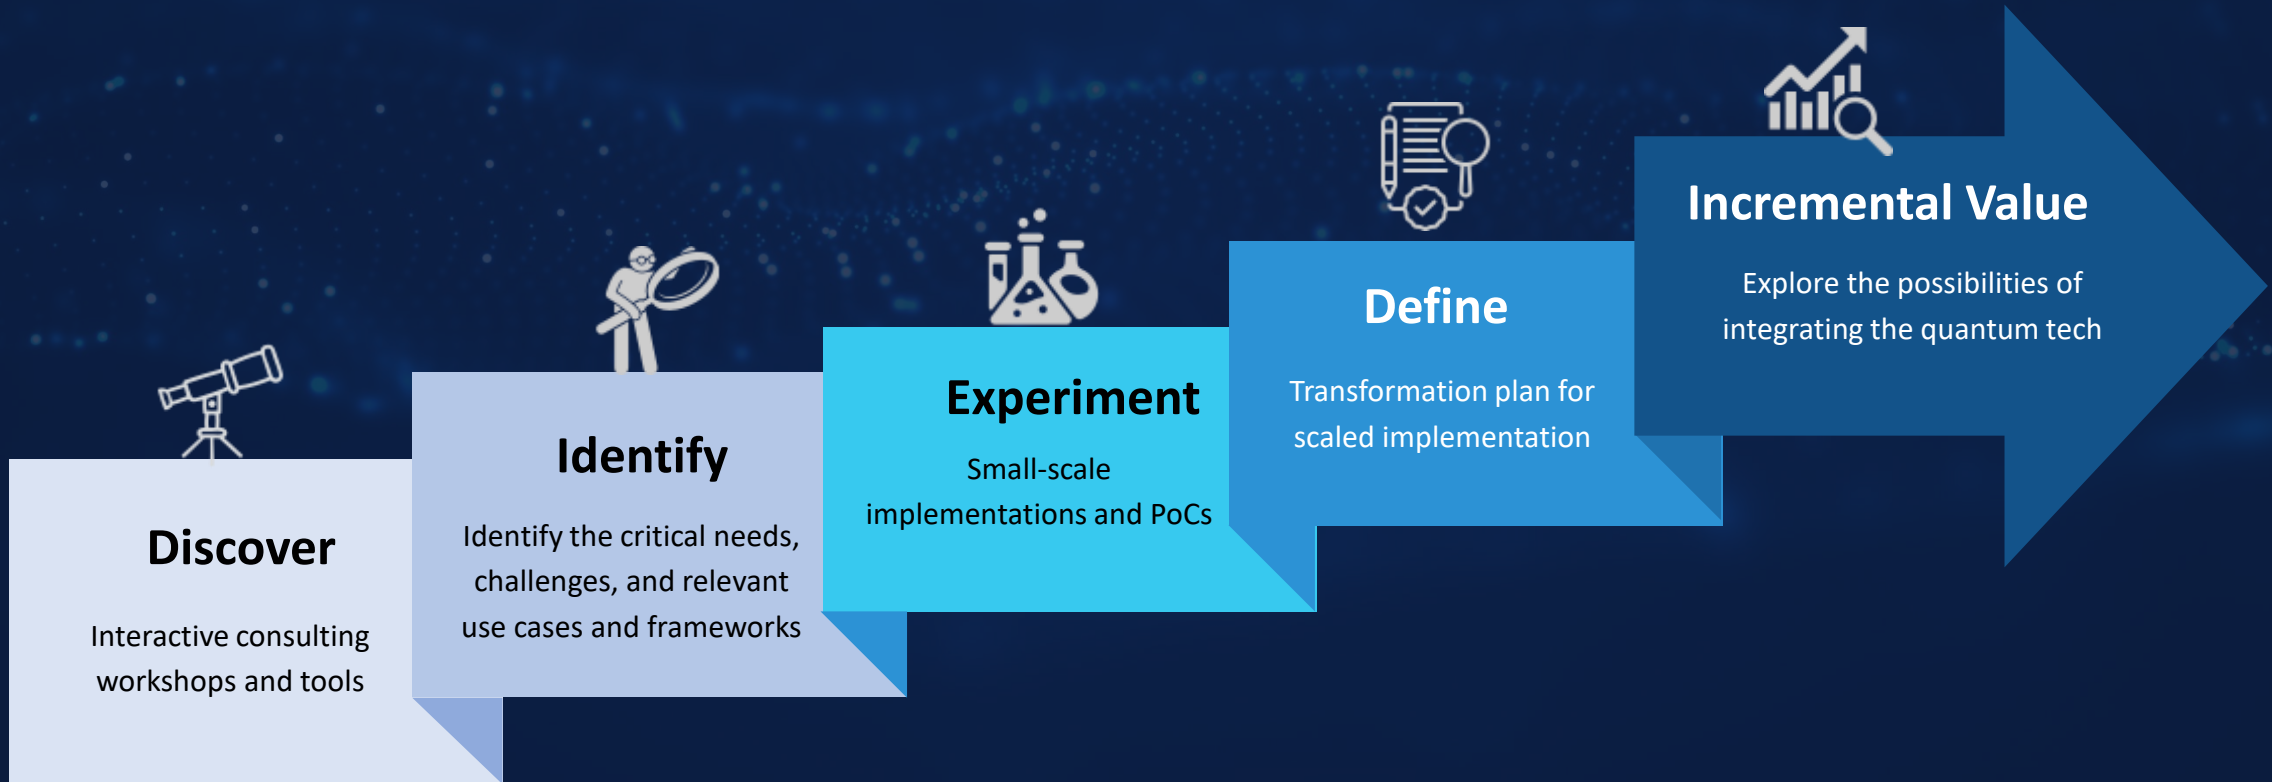 Discover
Interactive consulting
workshops and tools
Identify
Identify the critical needs,
challenges, and relevant
use cases and frameworks
Experiment
Small-scale
implementations and PoCs
Define
Transformation plan for
scaled implementation
Incremental Value
Explore the possibilities of
integrating the quantum tech